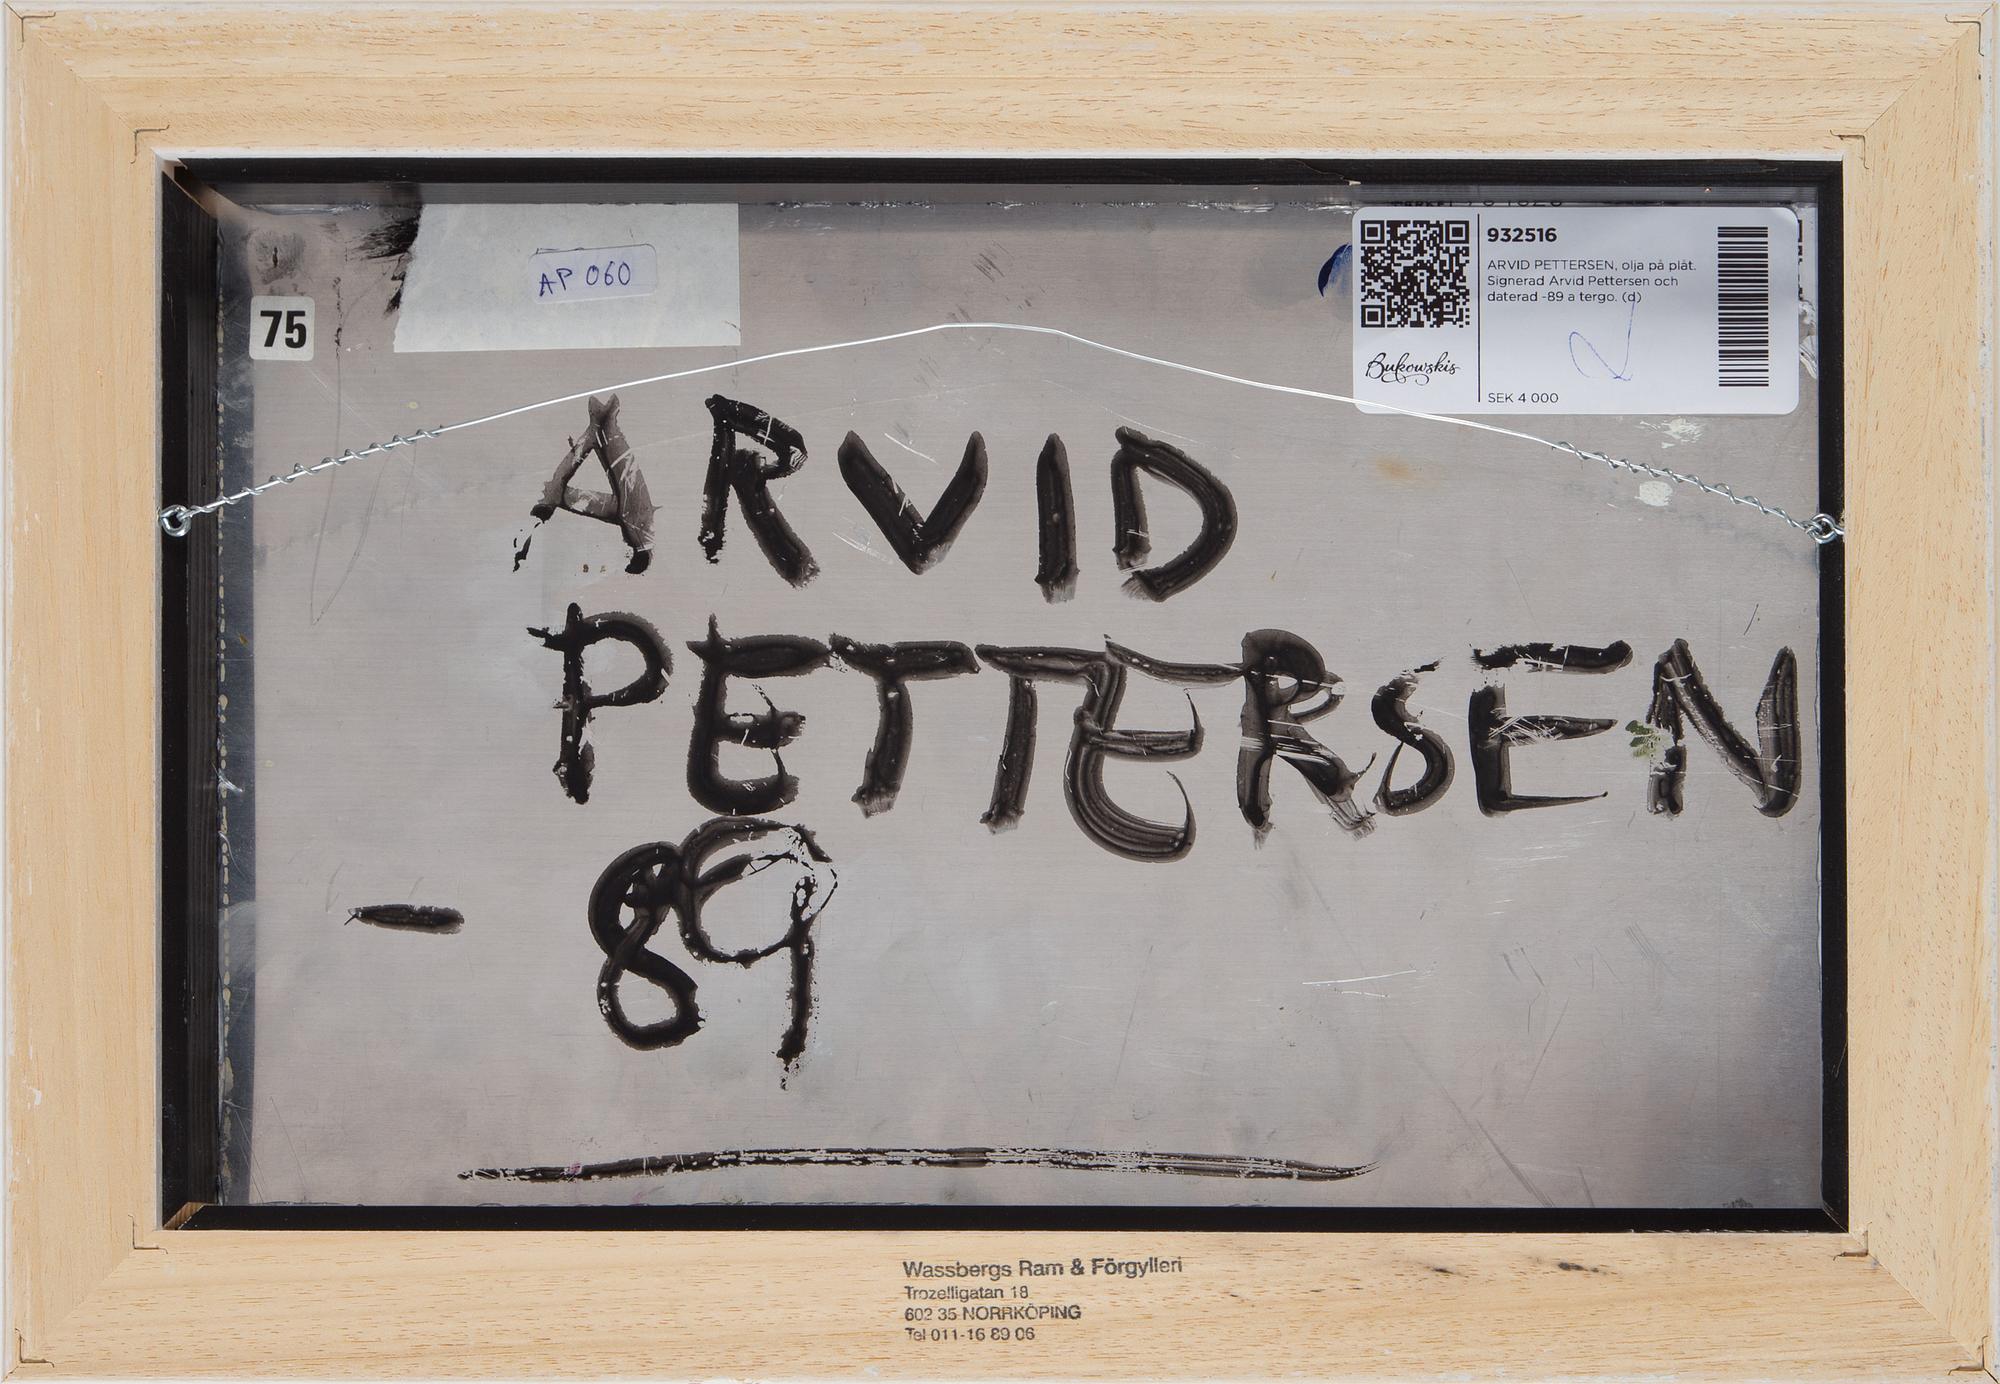 AP 060
75
932516
ARVID PETTERSEN, olja på plåt.
Signerad Arvid Pettersen och
daterad -89 a tergo. (d)
Bukowskis
SEK 4 000
ARVID
PETTERSEN
- 89
Wassbergs Ram & Förgylleri
Trozelligatan 18
602 35 NORRKÖPING
Tel 011-16 89 06